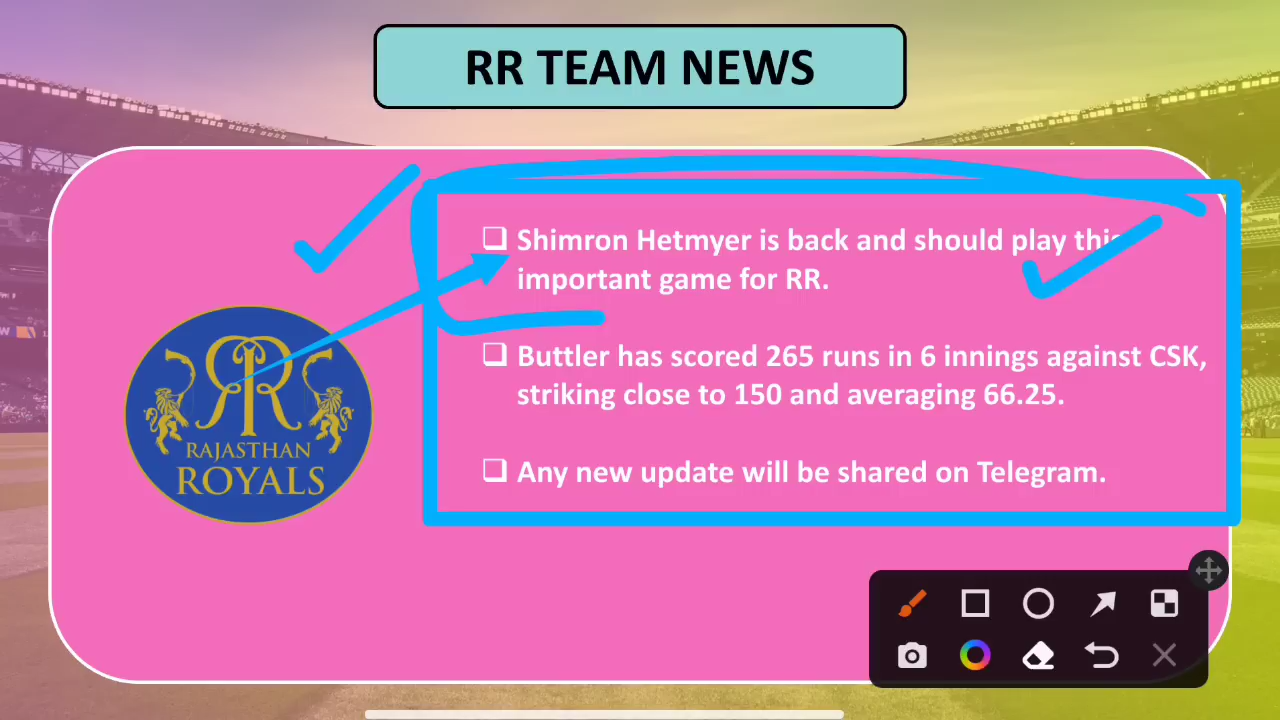 RR TEAM NEWS
Shimron Hetmyer is back and should play this
important game for RR.
Buttler has scored 265 runs in 6 innings against CSK,
striking close to 150 and averaging 66.25.
Any new update will be shared on Telegram.
RR
RAJASTHAN
ROYALS